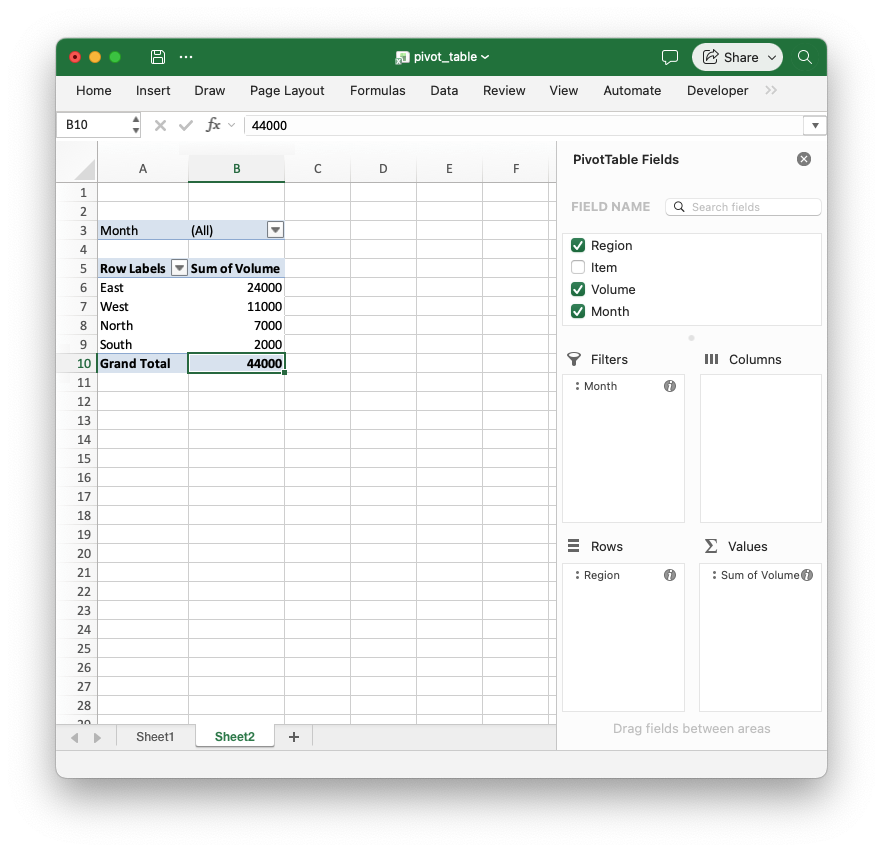 pivot_table
Share
Home Insert Draw Page Layout Formulas Data Review View Automate Developer
B10 fx 44000
A B C D E F
1
2
3 Month (All)
4
5 Row Labels Sum of Volume
6 East 24000
7 West 11000
8 North 7000
9 South 2000
10 Grand Total 44000
11
12
13
14
15
16
17
18
19
20
21
22
23
24
25
26
27
28
29
Sheet1 Sheet2
PivotTable Fields
FIELD NAME Search fields
Region
Item
Volume
Month
Filters Columns
Month
Rows Values
Region Sum of Volume
Drag fields between areas